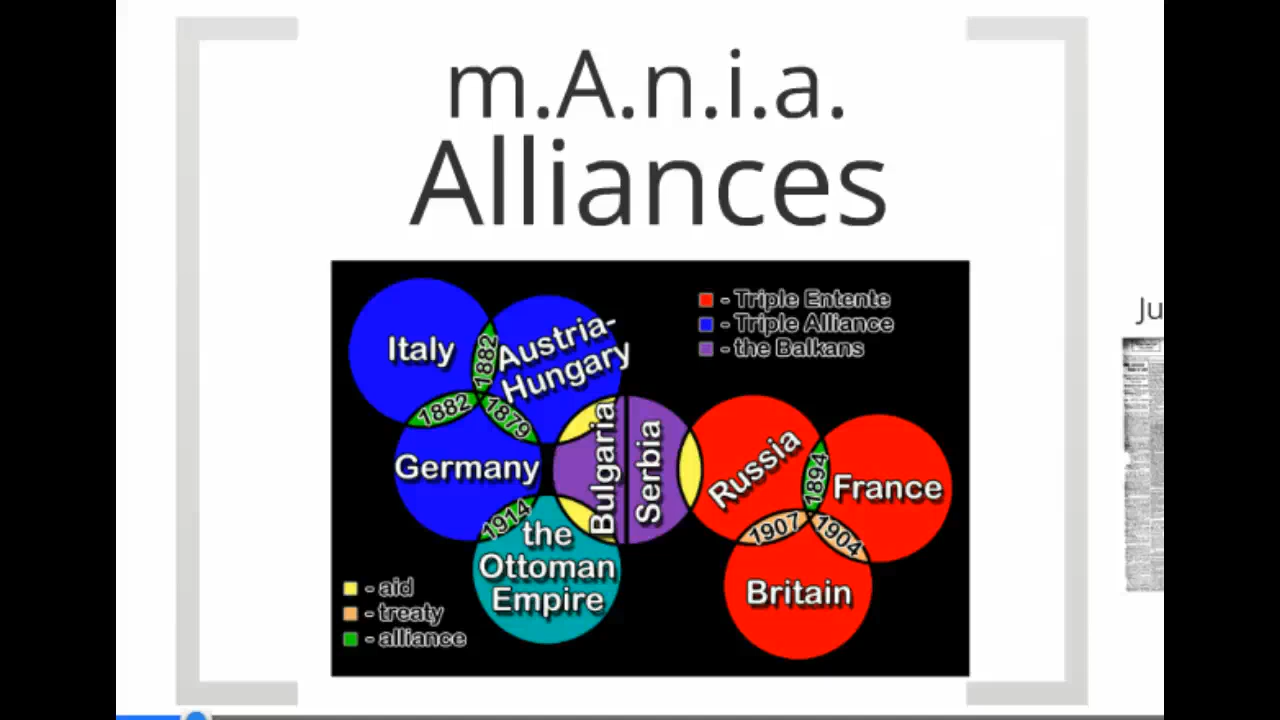 m.A.n.i.a.
Alliances
Ju
- Triple Entente
- Triple Alliance
- the Balkans
Italy
1882
Austria-
Hungary
1882
1879
Germany
Bulgaria
Serbia
Russia
1894
France
1914
the
Ottoman
Empire
1907
1904
Britain
- aid
- treaty
- alliance